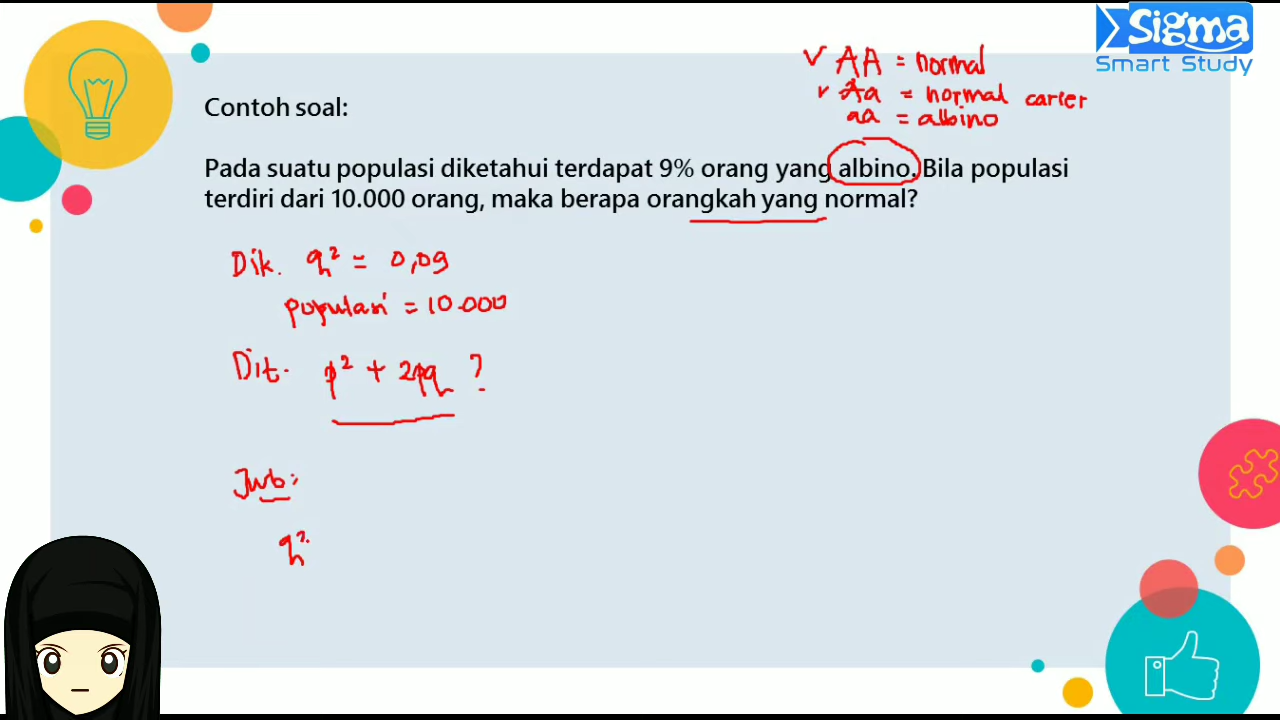 Sigma
Smart Study
AA = normal
Aa = normal carier
aa = albino
Contoh soal:
Pada suatu populasi diketahui terdapat 9% orang yang albino. Bila populasi
terdiri dari 10.000 orang, maka berapa orangkah yang normal?
Dik. q² = 0,09
populasi = 10.000
Dit. p² + 2pq ?
Jwb:
q²